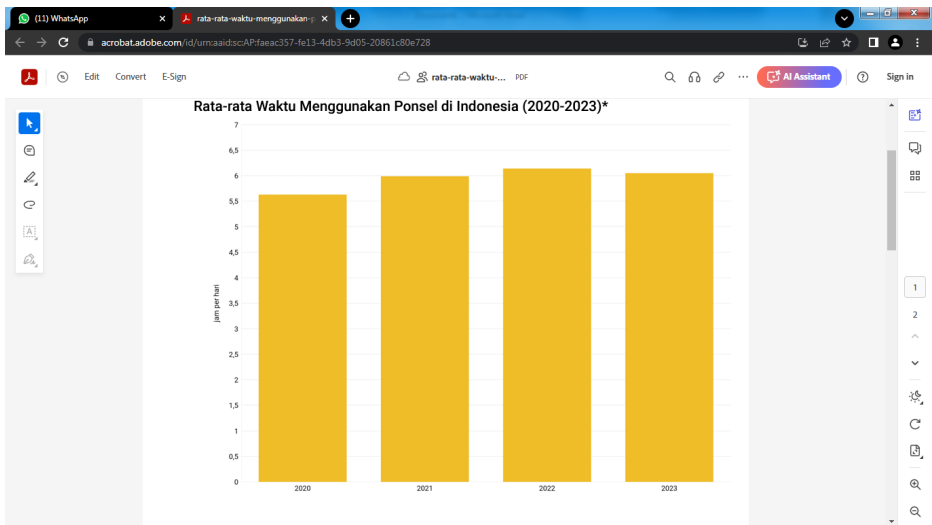 (11) WhatsApp
rata-rata-waktu-menggunakan-p
acrobat.adobe.com/id/urn:aaid:sc:AP:faeac357-fe13-4db3-9d05-20861c80e728
Edit Convert E-Sign
rata-rata-waktu-... PDF
AI Assistant
Sign in
Rata-rata Waktu Menggunakan Ponsel di Indonesia (2020-2023)*
7
6,5
6
5,5
5
4,5
4
3,5
3
2,5
2
1,5
1
0,5
0
jam per hari
2020 2021 2022 2023
A
1
2